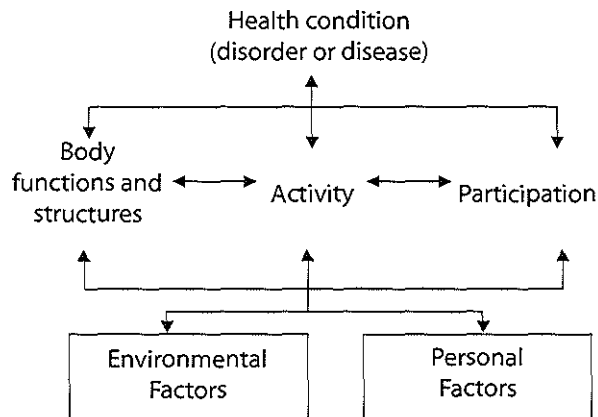 Health condition
(disorder or disease)
Body
functions and
structures
Activity
Participation
Environmental
Factors
Personal
Factors